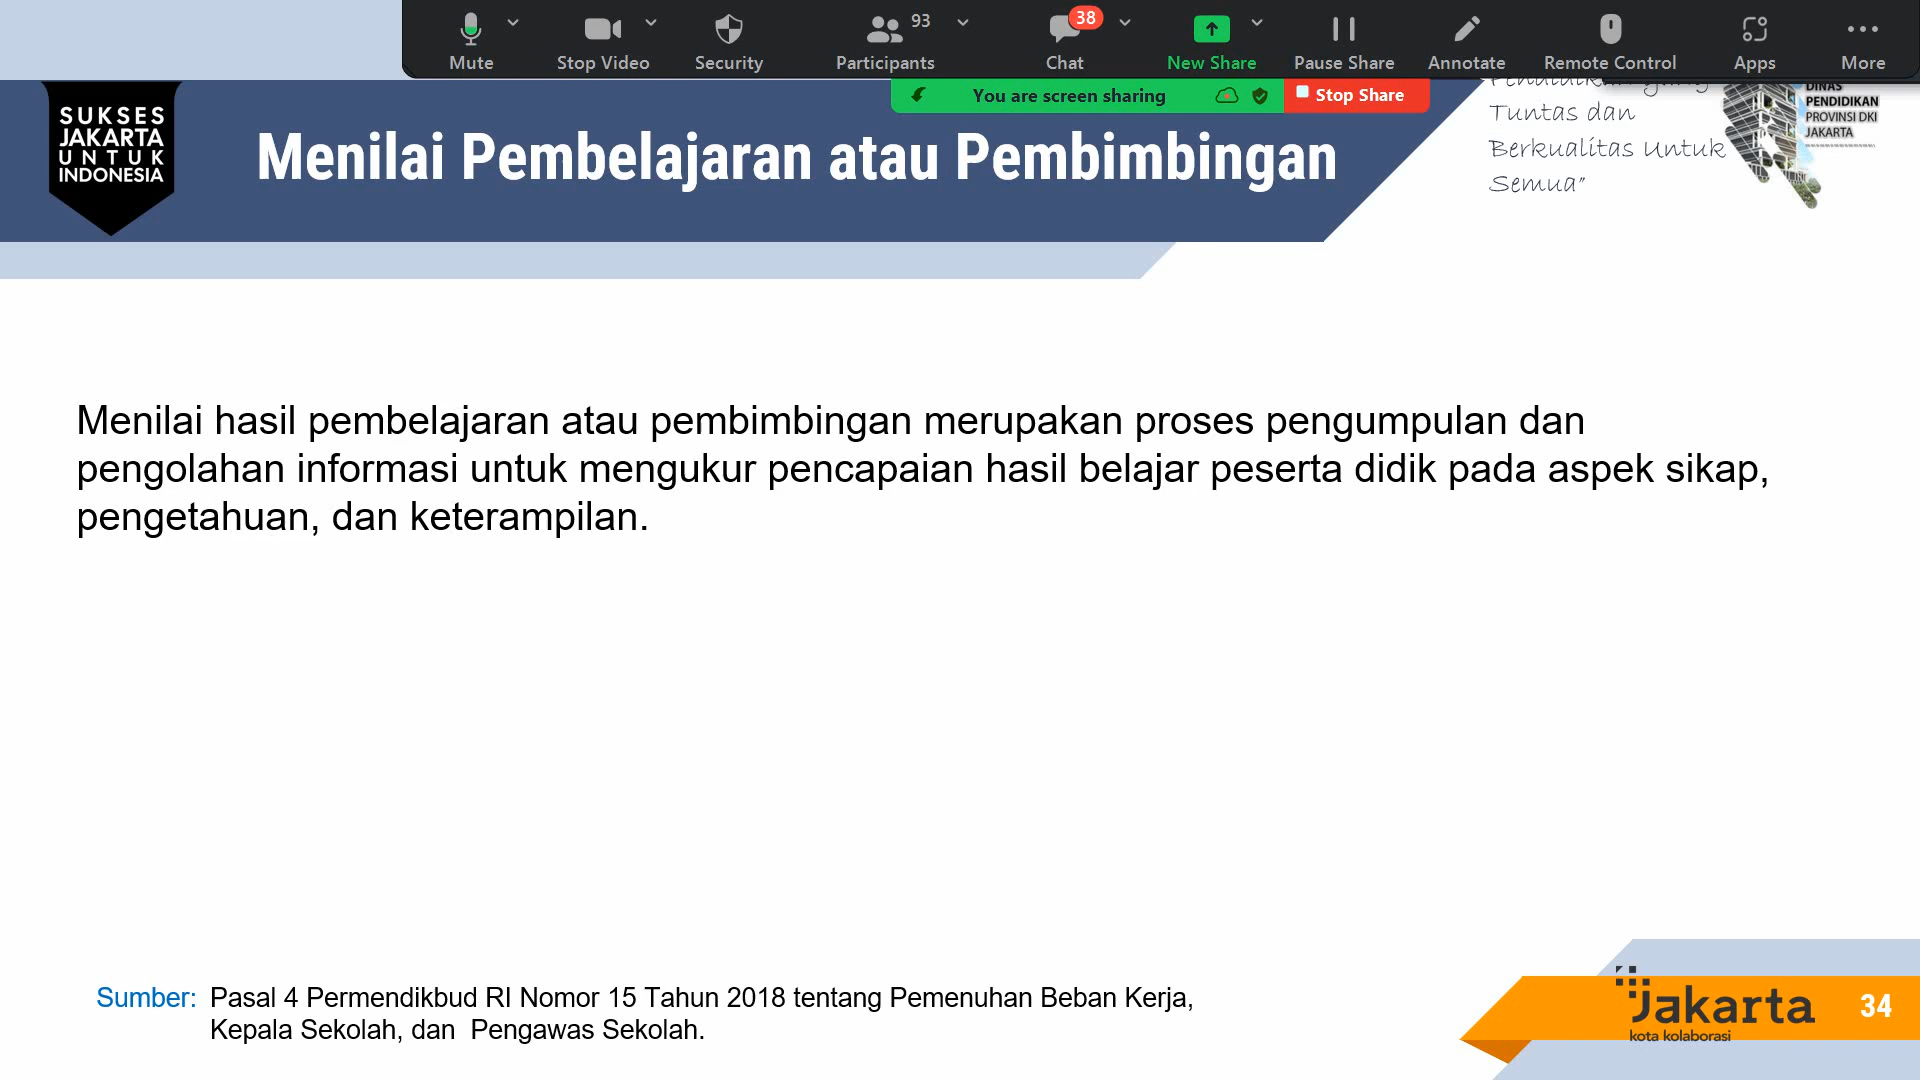 93
38
Mute
Stop Video
Security
Participants
Chat
New Share
Pause Share
Annotate
Remote Control
Apps
More
You are screen sharing
Stop Share
SUKSES
JAKARTA
UNTUK
INDONESIA
Menilai Pembelajaran atau Pembimbingan
Tuntas dan
Berkualitas Untuk
Semua”
DINAS
PENDIDIKAN
PROVINSI DKI
JAKARTA
Menilai hasil pembelajaran atau pembimbingan merupakan proses pengumpulan dan
pengolahan informasi untuk mengukur pencapaian hasil belajar peserta didik pada aspek sikap,
pengetahuan, dan keterampilan.
Sumber: Pasal 4 Permendikbud RI Nomor 15 Tahun 2018 tentang Pemenuhan Beban Kerja,
Kepala Sekolah, dan Pengawas Sekolah.
Jakarta
kota kolaborasi
34